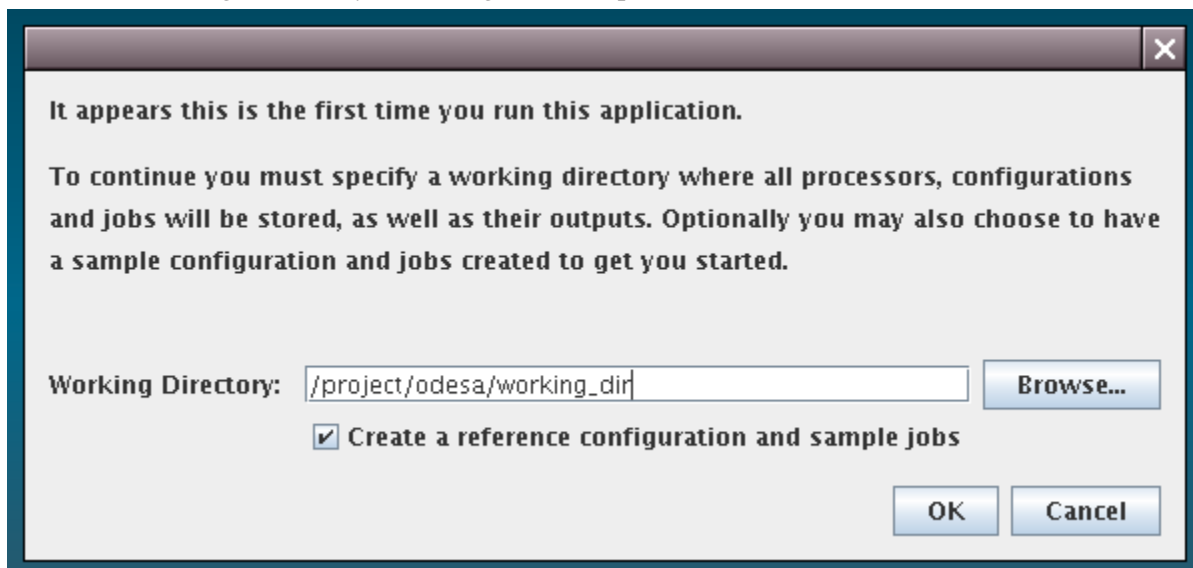 It appears this is the first time you run this application.
To continue you must specify a working directory where all processors, configurations
and jobs will be stored, as well as their outputs. Optionally you may also choose to have
a sample configuration and jobs created to get you started.
Working Directory: /project/odesa/working_dir Browse...
Create a reference configuration and sample jobs
OK Cancel